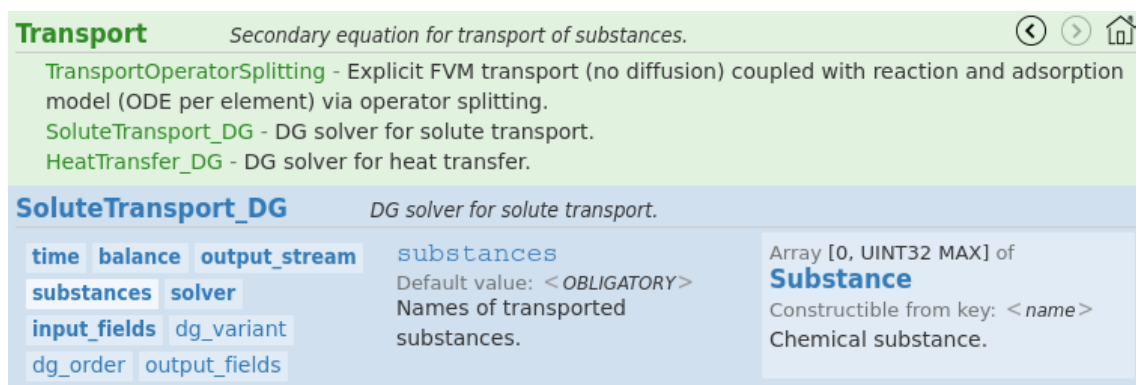 Transport Secondary equation for transport of substances.
TransportOperatorSplitting - Explicit FVM transport (no diffusion) coupled with reaction and adsorption
model (ODE per element) via operator splitting.
SoluteTransport_DG - DG solver for solute transport.
HeatTransfer_DG - DG solver for heat transfer.
SoluteTransport_DG DG solver for solute transport.
time balance output_stream
substances solver
input_fields dg_variant
dg_order output_fields
substances
Default value: <OBLIGATORY>
Names of transported
substances.
Array [0, UINT32 MAX] of
Substance
Constructible from key: <name>
Chemical substance.